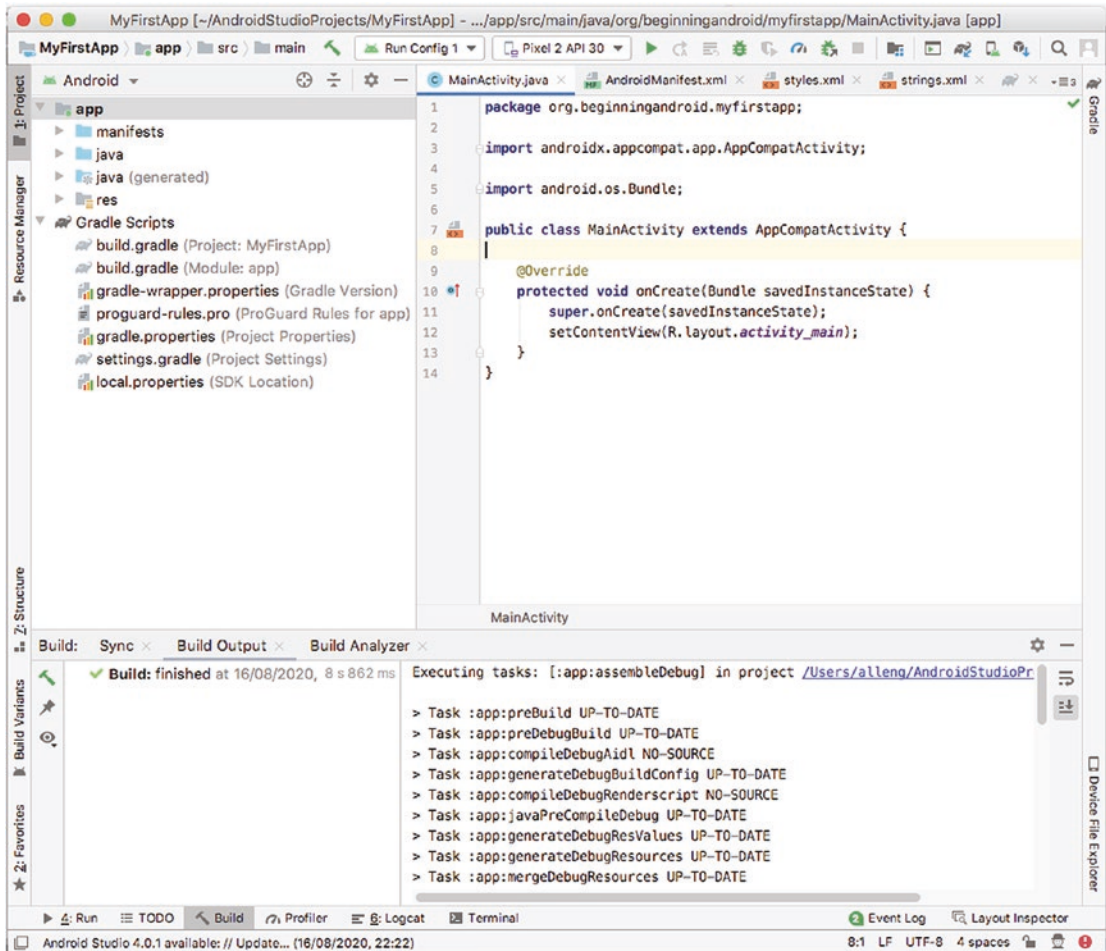 MyFirstApp [~/AndroidStudioProjects/MyFirstApp] - .../app/src/main/java/org/beginningandroid/myfirstapp/MainActivity.java [app]
MyFirstApp app src main Run Config 1 Pixel 2 API 30
1: Project
Resource Manager
Z: Structure
Build Variants
2: Favorites
Android
app
manifests
java
java (generated)
res
Gradle Scripts
build.gradle (Project: MyFirstApp)
build.gradle (Module: app)
gradle-wrapper.properties (Gradle Version)
proguard-rules.pro (ProGuard Rules for app)
gradle.properties (Project Properties)
settings.gradle (Project Settings)
local.properties (SDK Location)
MainActivity.java AndroidManifest.xml styles.xml strings.xml 3
1 package org.beginningandroid.myfirstapp;
2
3 import androidx.appcompat.app.AppCompatActivity;
4
5 import android.os.Bundle;
6
7 public class MainActivity extends AppCompatActivity {
8
9 @Override
10 protected void onCreate(Bundle savedInstanceState) {
11 super.onCreate(savedInstanceState);
12 setContentView(R.layout.activity_main);
13 }
14 }
MainActivity
Gradle
Device File Explorer
Build: Sync Build Output Build Analyzer
Build: finished at 16/08/2020, 8 s 862 ms
Executing tasks: [:app:assembleDebug] in project /Users/alleng/AndroidStudioPr
> Task :app:preBuild UP-TO-DATE
> Task :app:preDebugBuild UP-TO-DATE
> Task :app:compileDebugAidl NO-SOURCE
> Task :app:generateDebugBuildConfig UP-TO-DATE
> Task :app:compileDebugRenderscript NO-SOURCE
> Task :app:javaPreCompileDebug UP-TO-DATE
> Task :app:generateDebugResValues UP-TO-DATE
> Task :app:generateDebugResources UP-TO-DATE
> Task :app:mergeDebugResources UP-TO-DATE
4: Run TODO Build Profiler 6: Logcat Terminal 2 Event Log Layout Inspector
Android Studio 4.0.1 available: // Update... (16/08/2020, 22:22) 8:1 LF UTF-8 4 spaces